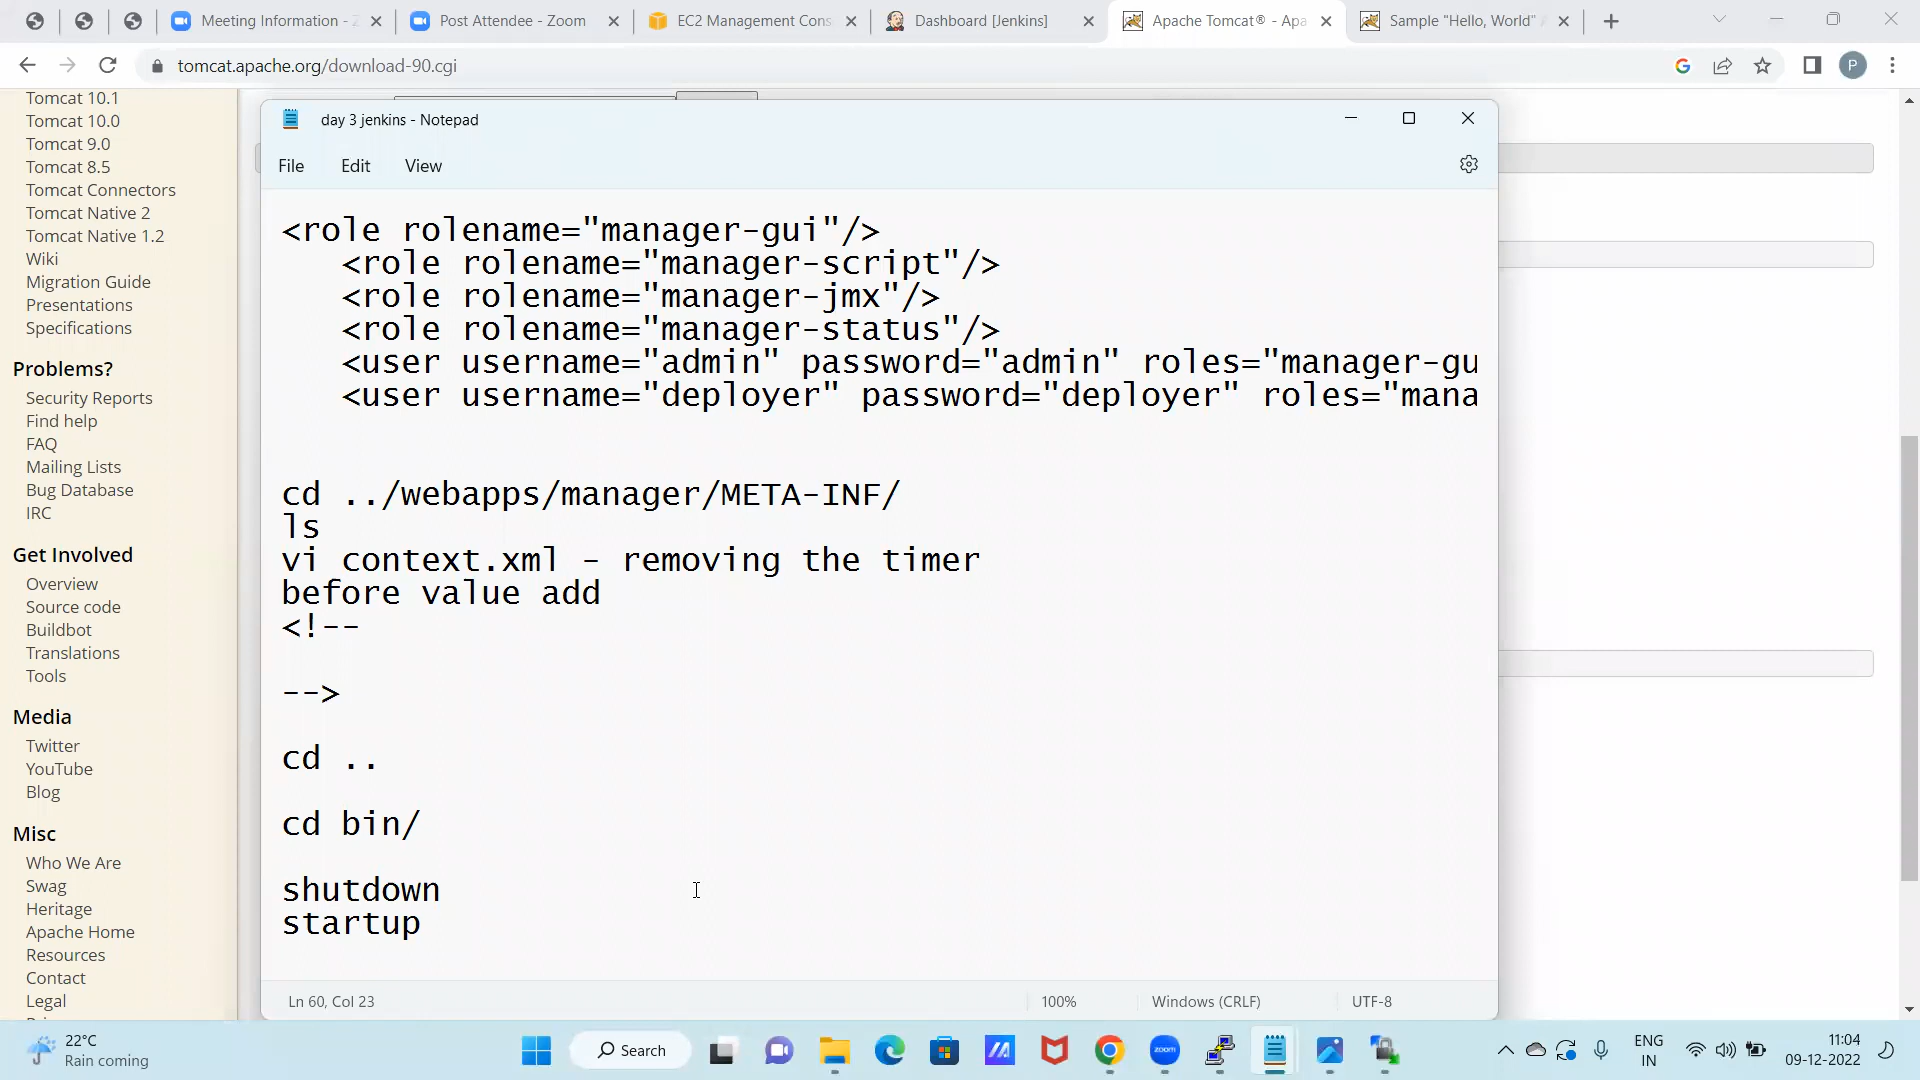 Meeting Information - Z
Post Attendee - Zoom
EC2 Management Cons
Dashboard [Jenkins]
Apache Tomcat® - Apa
Sample "Hello, World" A
tomcat.apache.org/download-90.cgi
P
Tomcat 10.1
Tomcat 10.0
Tomcat 9.0
Tomcat 8.5
Tomcat Connectors
Tomcat Native 2
Tomcat Native 1.2
Wiki
Migration Guide
Presentations
Specifications
Problems?
Security Reports
Find help
FAQ
Mailing Lists
Bug Database
IRC
Get Involved
Overview
Source code
Buildbot
Translations
Tools
Media
Twitter
YouTube
Blog
Misc
Who We Are
Swag
Heritage
Apache Home
Resources
Contact
Legal
day 3 jenkins - Notepad
File Edit View
<role rolename="manager-gui"/>
<role rolename="manager-script"/>
<role rolename="manager-jmx"/>
<role rolename="manager-status"/>
<user username="admin" password="admin" roles="manager-gu
<user username="deployer" password="deployer" roles="mana
cd ../webapps/manager/META-INF/
ls
vi context.xml - removing the timer
before value add
<!--
-->
cd ..
cd bin/
shutdown
startup
Ln 60, Col 23
100%
Windows (CRLF)
UTF-8
22°C
Rain coming
Search
zoom
ENG
IN
11:04
09-12-2022